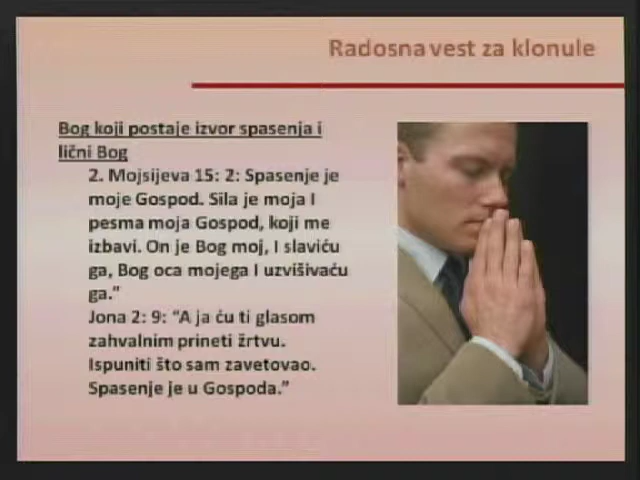 Radosna vest za klonule
Bog koji postaje izvor spasenja i
lični Bog
2. Mojsijeva 15: 2: Spasenje je
moje Gospod. Sila je moja I
pesma moja Gospod, koji me
izbavi. On je Bog moj, I slaviću
ga, Bog oca mojega I uzvišivaću
ga.”
Jona 2: 9: “A ja ću ti glasom
zahvalnim prineti žrtvu.
Ispuniti što sam zavetovao.
Spasenje je u Gospoda.”